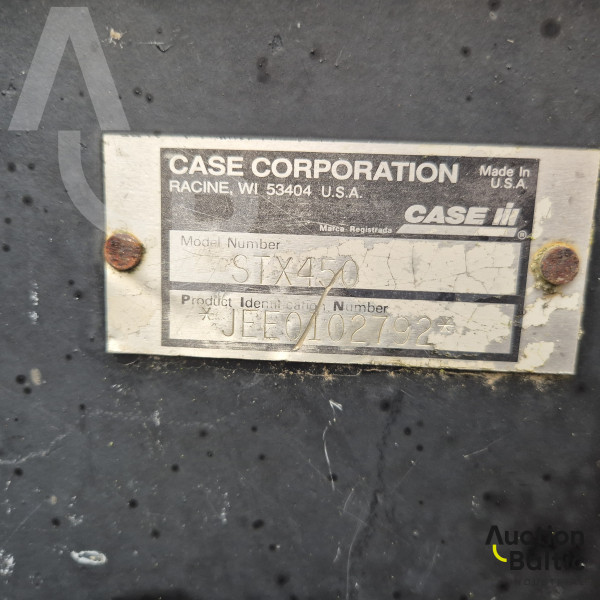 CASE CORPORATION
Made In
U.S.A.
RACINE, WI 53404 U.S.A.
CASE IH
®
Marca Registrada
Model Number
STX450
Product Identification Number
JEE0102792
Auction
Baltic